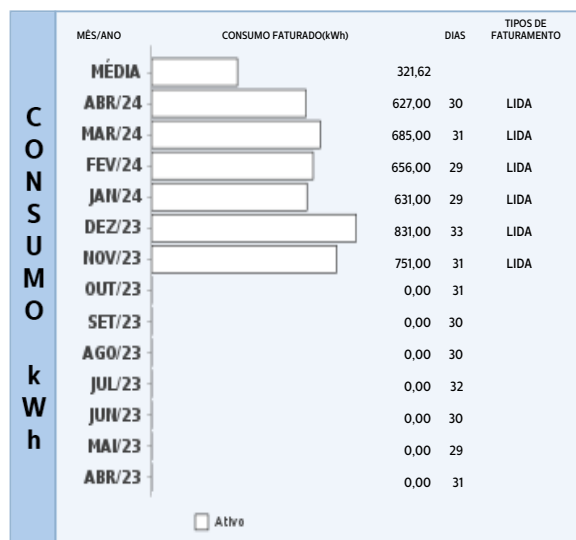 MÊS/ANO CONSUMO FATURADO(kWh) DIAS TIPOS DE FATURAMENTO
MÉDIA 321,62
ABR/24 627,00 30 LIDA
MAR/24 685,00 31 LIDA
FEV/24 656,00 29 LIDA
JAN/24 631,00 29 LIDA
DEZ/23 831,00 33 LIDA
NOV/23 751,00 31 LIDA
OUT/23 0,00 31
SET/23 0,00 30
AGO/23 0,00 30
JUL/23 0,00 32
JUN/23 0,00 30
MAI/23 0,00 29
ABR/23 0,00 31
Ativo
CONSUMO kWh